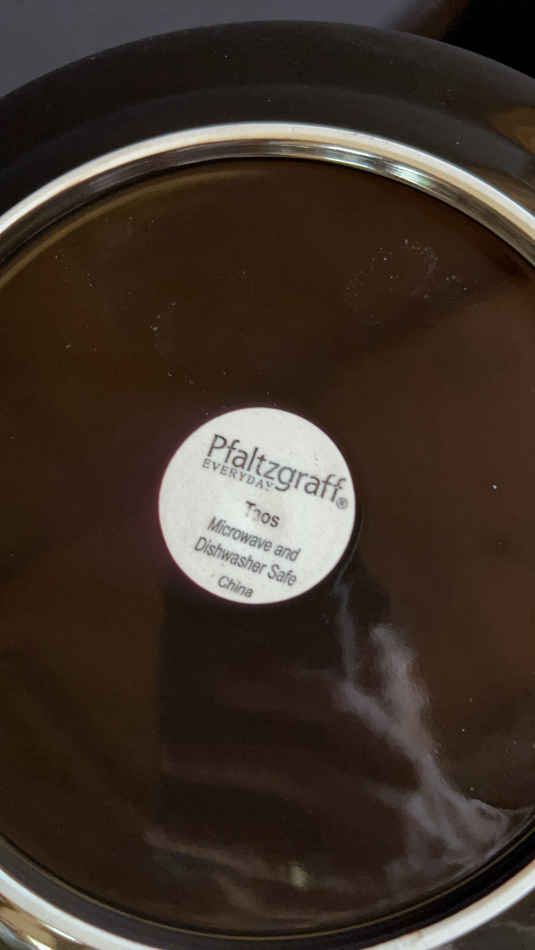 Pfaltzgraff®
EVERYDAY
Taos
Microwave and
Dishwasher Safe
China